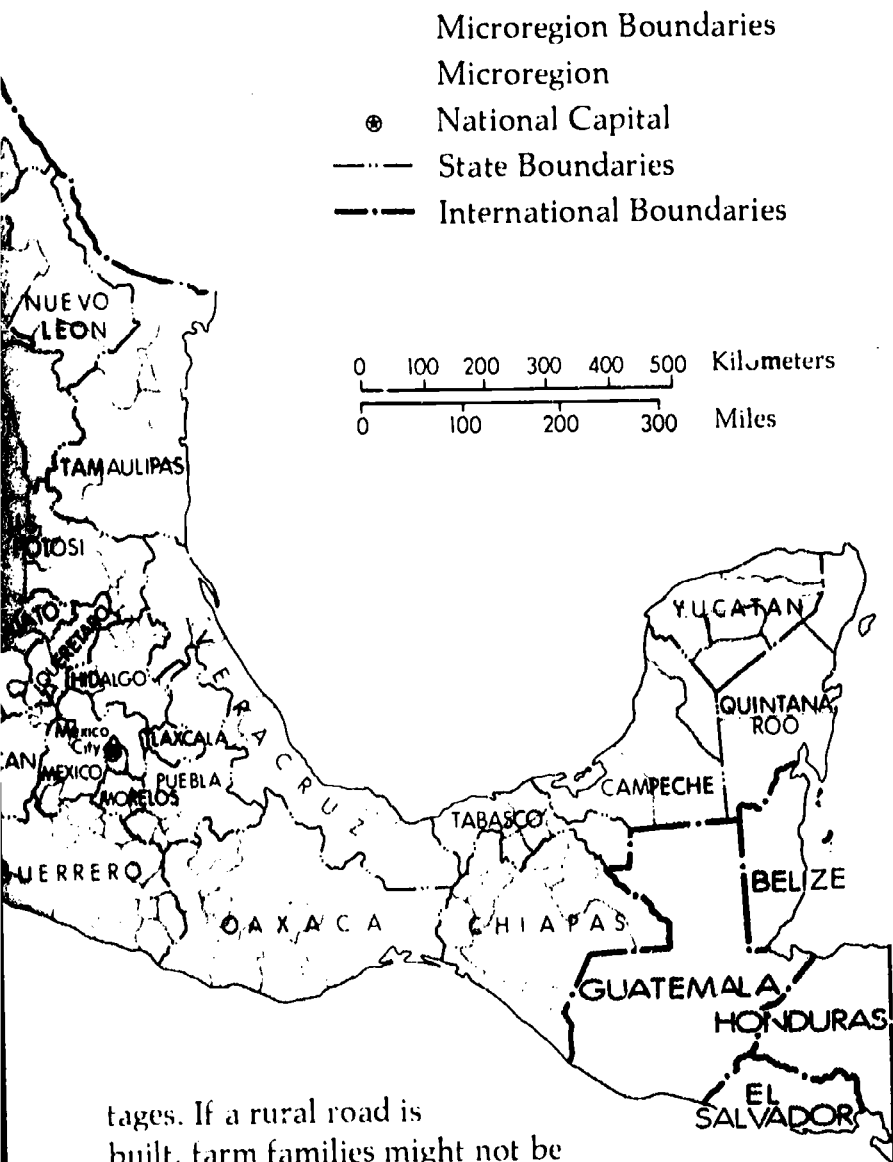 Microregion Boundaries
Microregion
National Capital
State Boundaries
International Boundaries
0 100 200 300 400 500 Kilometers
0 100 200 300 Miles
NUEVO
LEON
TAMAULIPAS
POTOSI
QUERETARO
HIDALGO
VERACRUZ
YUCATAN
QUINTANA
ROO
Mexico
City
TLAXCALA
MEXICO
PUEBLA
MORELOS
CAMPECHE
TABASCO
BELIZE
OAXACA
CHIAPAS
GUATEMALA
HONDURAS
EL
SALVADOR
tages. If a rural road is
built, farm families might not be